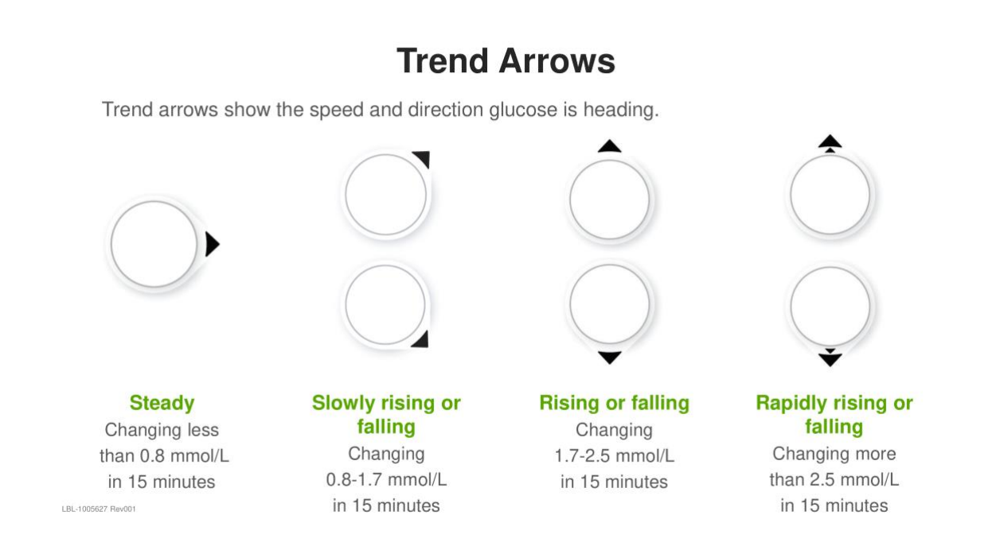 Trend Arrows
Trend arrows show the speed and direction glucose is heading.
Steady
Changing less
than 0.8 mmol/L
in 15 minutes
Slowly rising or
falling
Changing
0.8-1.7 mmol/L
in 15 minutes
Rising or falling
Changing
1.7-2.5 mmol/L
in 15 minutes
Rapidly rising or
falling
Changing more
than 2.5 mmol/L
in 15 minutes
LBL-1005627 Rev001